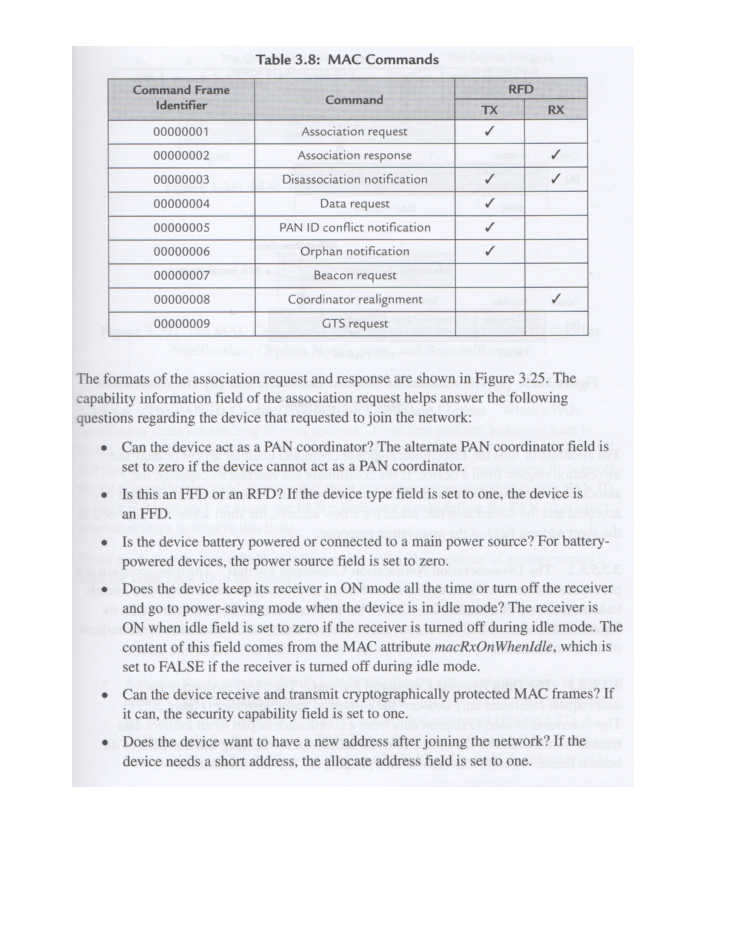 Table 3.8: MAC Commands
Command Frame Identifier Command RFD
TX RX
00000001 Association request ✓
00000002 Association response ✓
00000003 Disassociation notification ✓ ✓
00000004 Data request ✓
00000005 PAN ID conflict notification ✓
00000006 Orphan notification ✓
00000007 Beacon request
00000008 Coordinator realignment ✓
00000009 GTS request
The formats of the association request and response are shown in Figure 3.25. The
capability information field of the association request helps answer the following
questions regarding the device that requested to join the network:
• Can the device act as a PAN coordinator? The alternate PAN coordinator field is
set to zero if the device cannot act as a PAN coordinator.
• Is this an FFD or an RFD? If the device type field is set to one, the device is
an FFD.
• Is the device battery powered or connected to a main power source? For battery-
powered devices, the power source field is set to zero.
• Does the device keep its receiver in ON mode all the time or turn off the receiver
and go to power-saving mode when the device is in idle mode? The receiver is
ON when idle field is set to zero if the receiver is turned off during idle mode. The
content of this field comes from the MAC attribute macRxOnWhenIdle, which is
set to FALSE if the receiver is turned off during idle mode.
• Can the device receive and transmit cryptographically protected MAC frames? If
it can, the security capability field is set to one.
• Does the device want to have a new address after joining the network? If the
device needs a short address, the allocate address field is set to one.